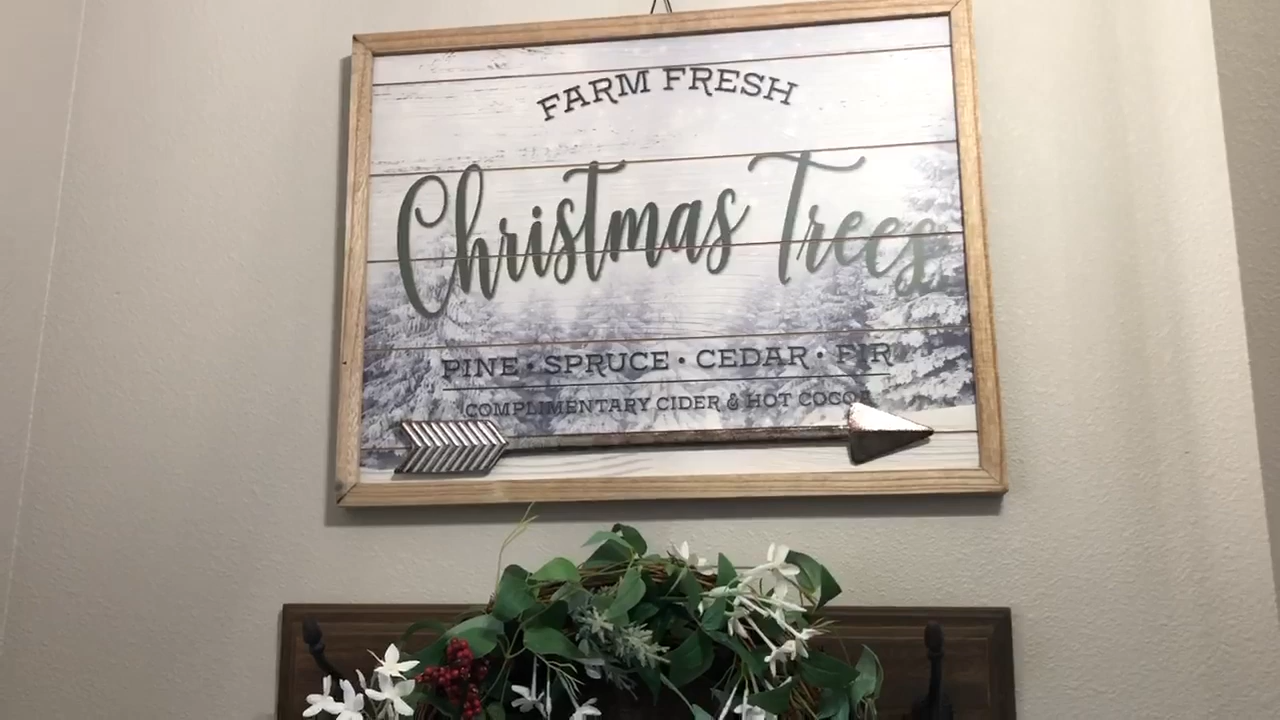 FARM FRESH
Christmas Trees
PINE • SPRUCE • CEDAR • FIR
COMPLIMENTARY CIDER & HOT COCOA